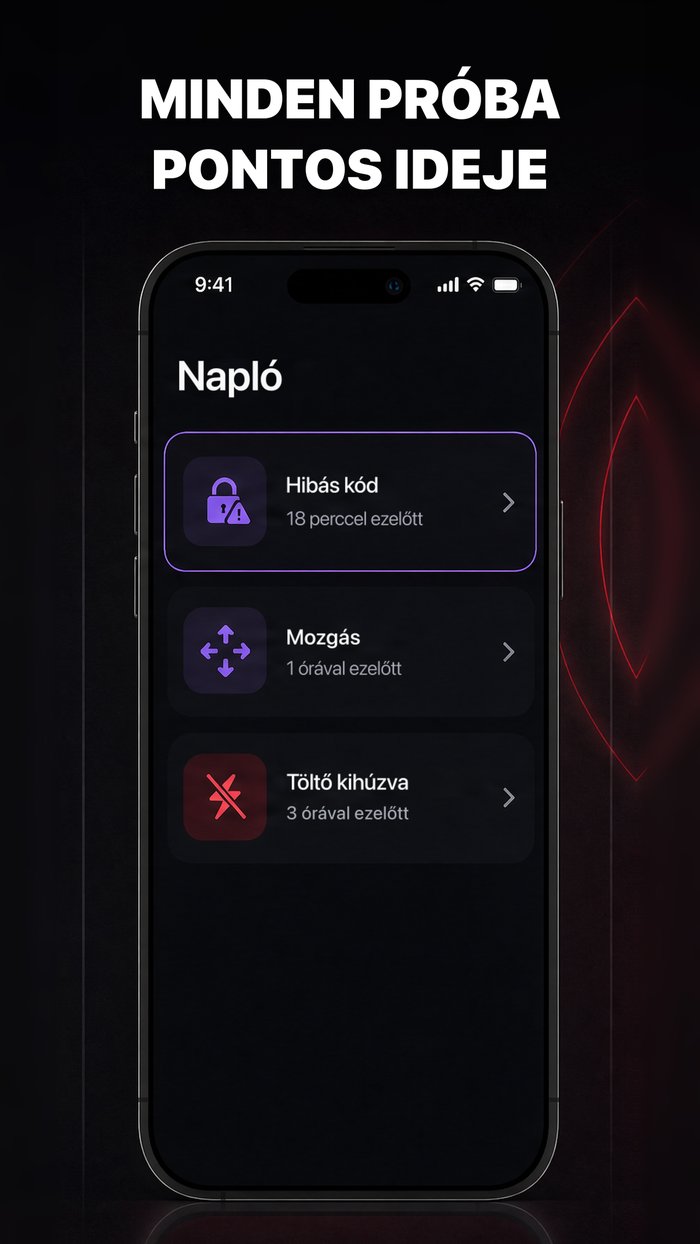 MINDEN PRÓBA
PONTOS IDEJE
9:41
Napló
Hibás kód
18 perccel ezelőtt
Mozgás
1 órával ezelőtt
Töltő kihúzva
3 órával ezelőtt